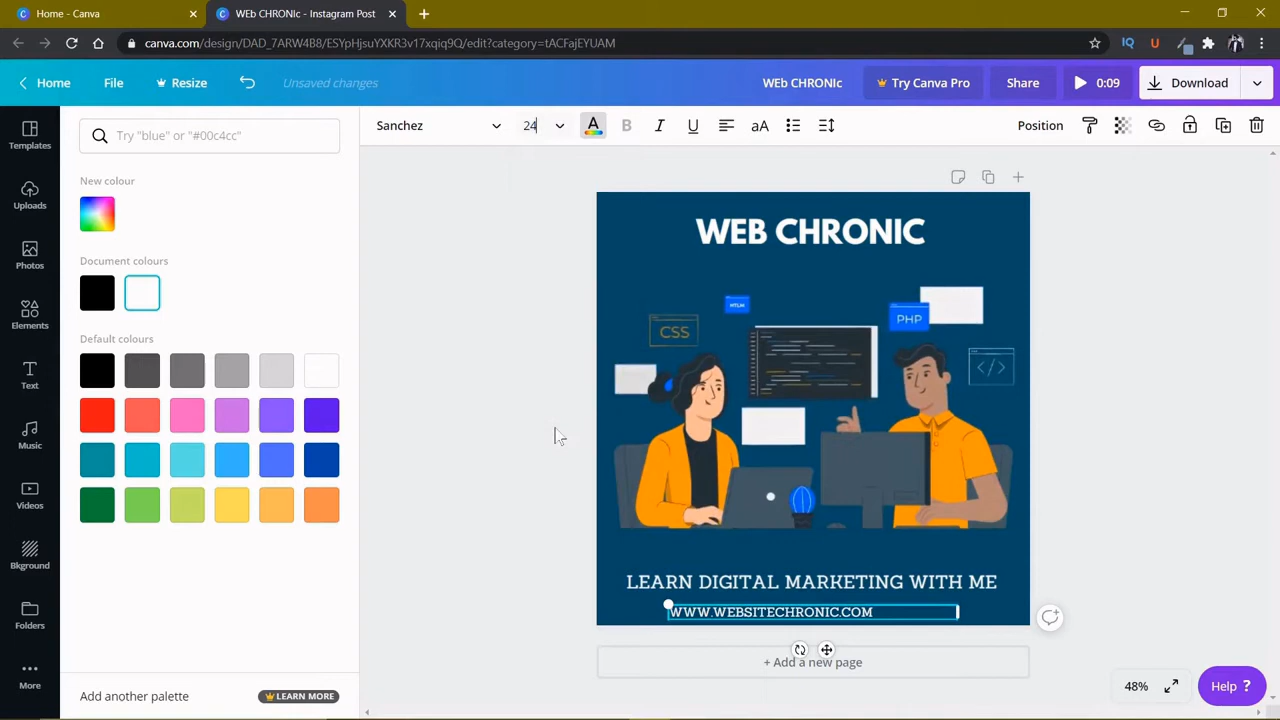 Home - Canva
WEb CHRONIc - Instagram Post
canva.com/design/DAD_7ARW4B8/ESYpHjsuYXKR3v17xqiq9Q/edit?category=tACFajEYUAM
Home
File
Resize
Unsaved changes
WEB CHRONIc
Try Canva Pro
Share
0:09
Download
Templates
Uploads
Photos
Elements
Text
Music
Videos
Bkground
Folders
More
Try "blue" or "#00c4cc"
New colour
Document colours
Default colours
Add another palette
LEARN MORE
Sanchez
24
A
B
I
U
aA
Position
WEB CHRONIC
HTLM
CSS
PHP
</>
LEARN DIGITAL MARKETING WITH ME
WWW.WEBSITECHRONIC.COM
+ Add a new page
48%
Help ?